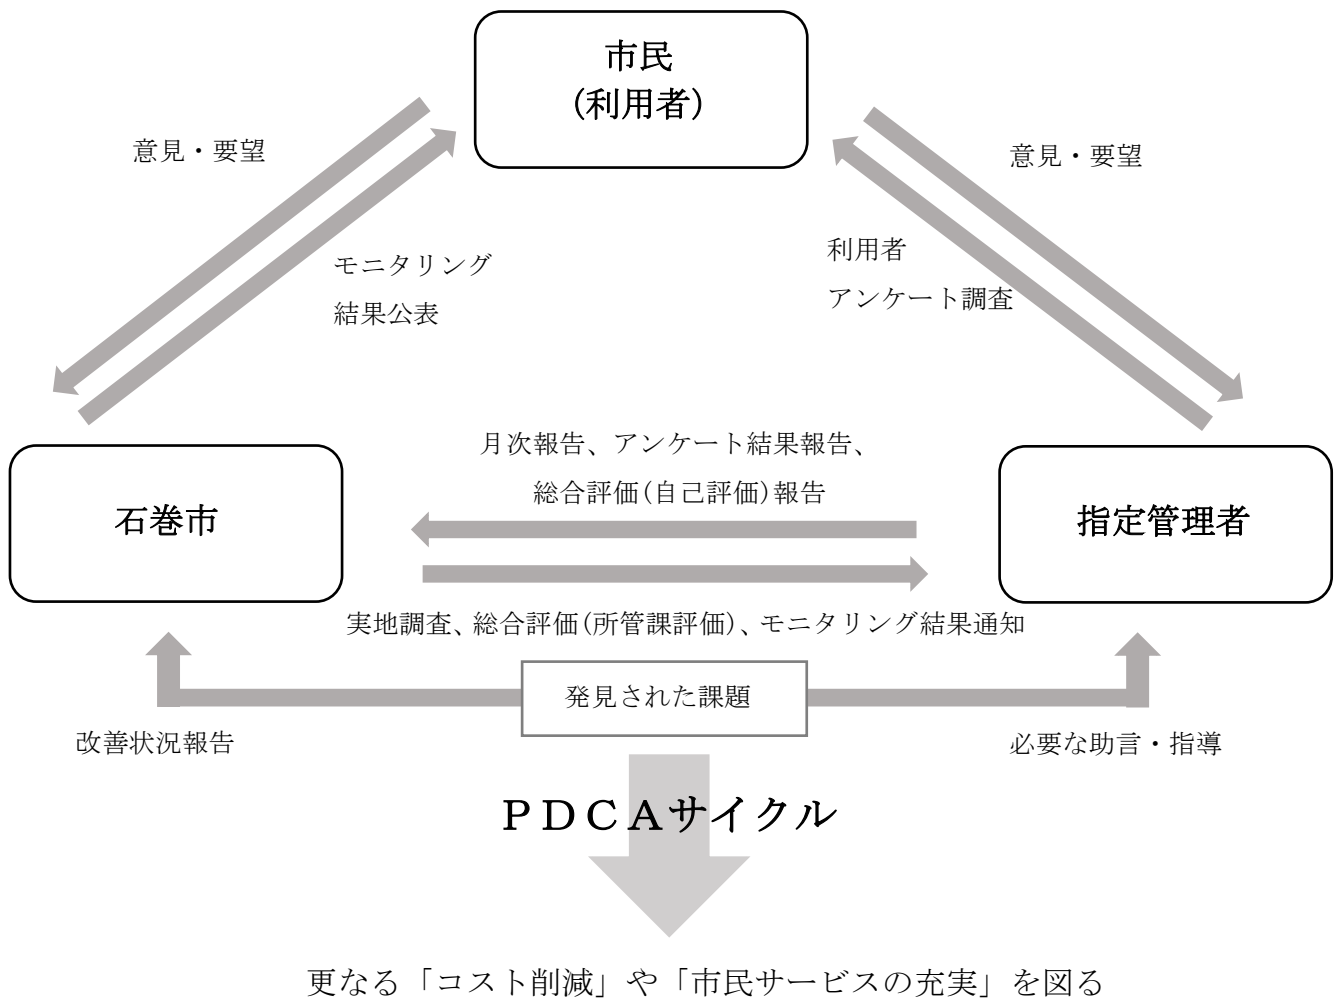 市民
(利用者)
意見・要望
意見・要望
モニタリング
結果公表
利用者
アンケート調査
月次報告、アンケート結果報告、
総合評価(自己評価)報告
石巻市
指定管理者
実地調査、総合評価(所管課評価)、モニタリング結果通知
発見された課題
改善状況報告
必要な助言・指導
ＰＤＣＡサイクル
更なる「コスト削減」や「市民サービスの充実」を図る